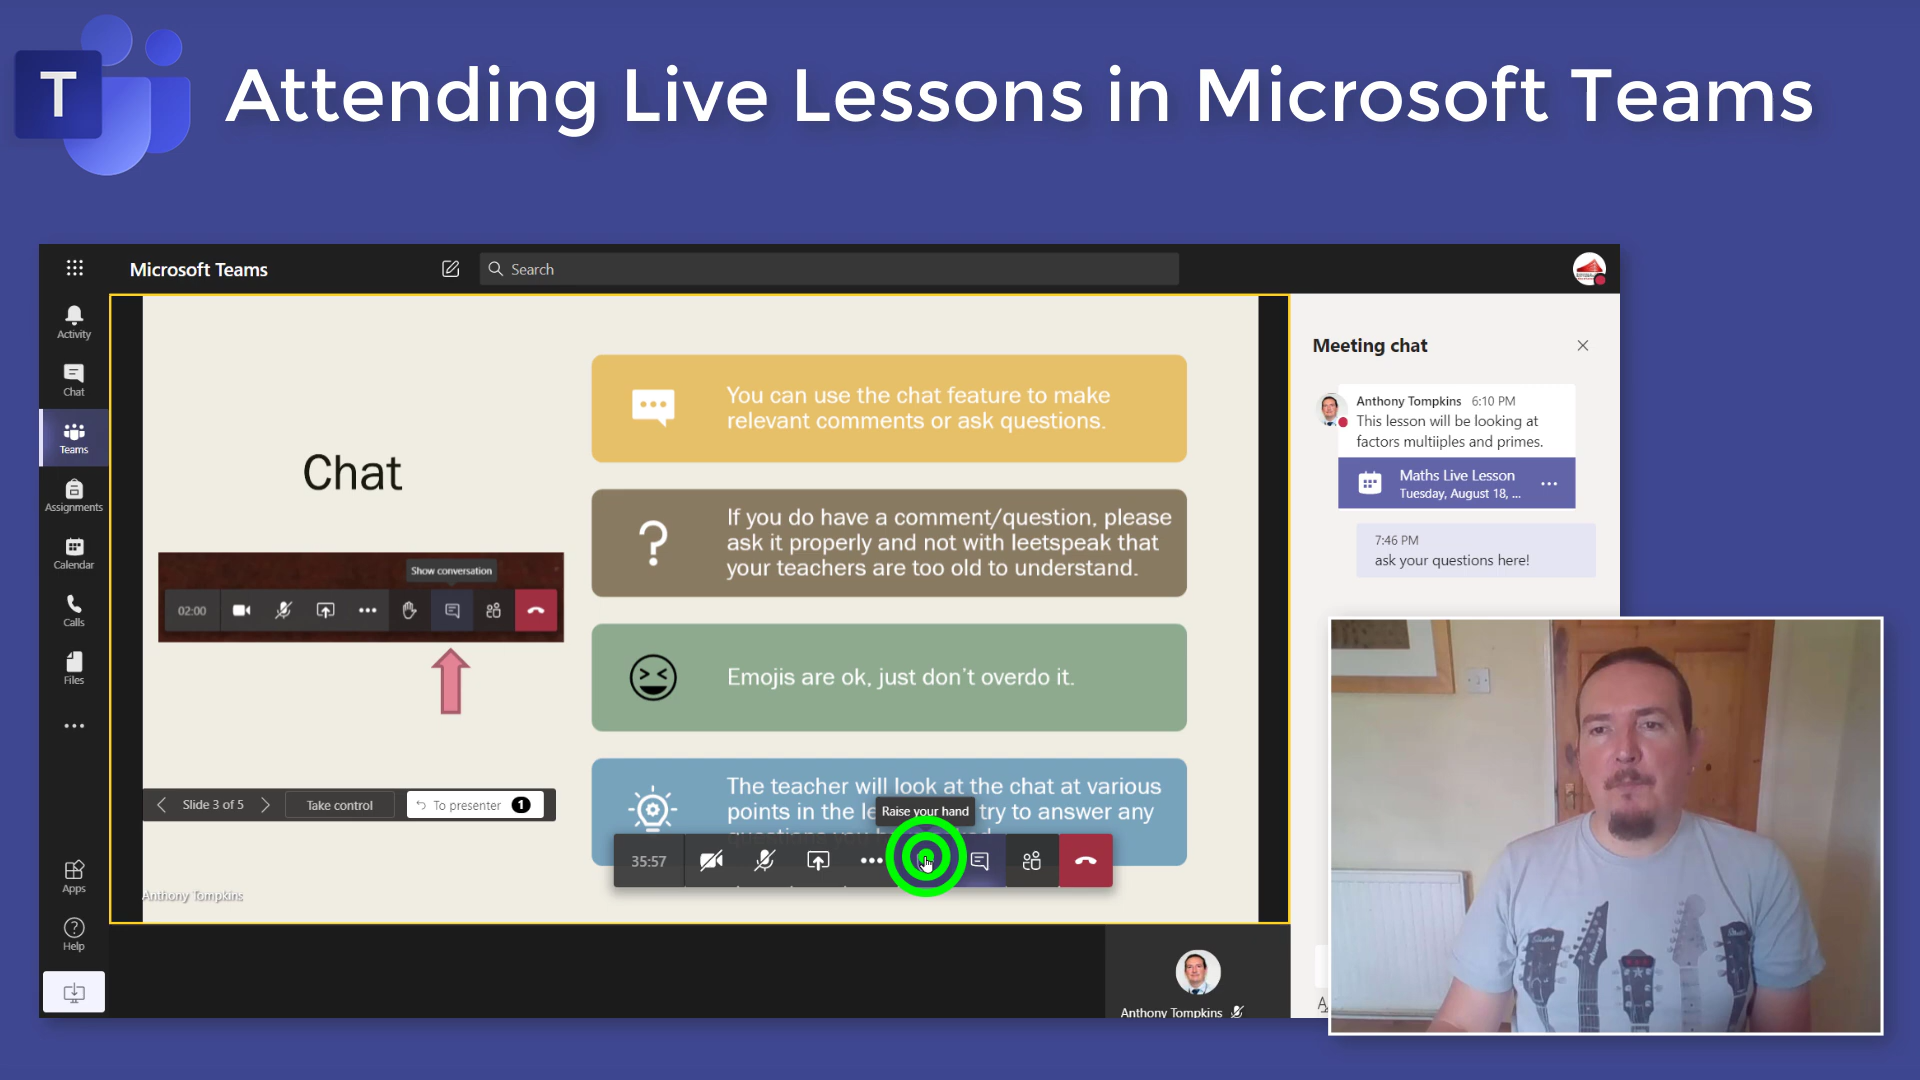 T
Attending Live Lessons in Microsoft Teams
Microsoft Teams
Search
Activity
Chat
Teams
Assignments
Calendar
Calls
Files
Apps
Help
Chat
Show conversation
02:00
You can use the chat feature to make
relevant comments or ask questions.
If you do have a comment/question, please
ask it properly and not with leetspeak that
your teachers are too old to understand.
Emojis are ok, just don't overdo it.
The teacher will look at the chat at various
points in the try to answer any
Raise your hand
Slide 3 of 5
Take control
To presenter 1
35:57
Anthony Tompkins
Anthony Tompkins
Meeting chat
Anthony Tompkins 6:10 PM
This lesson will be looking at
factors multiiples and primes.
Maths Live Lesson
Tuesday, August 18, ...
7:46 PM
ask your questions here!